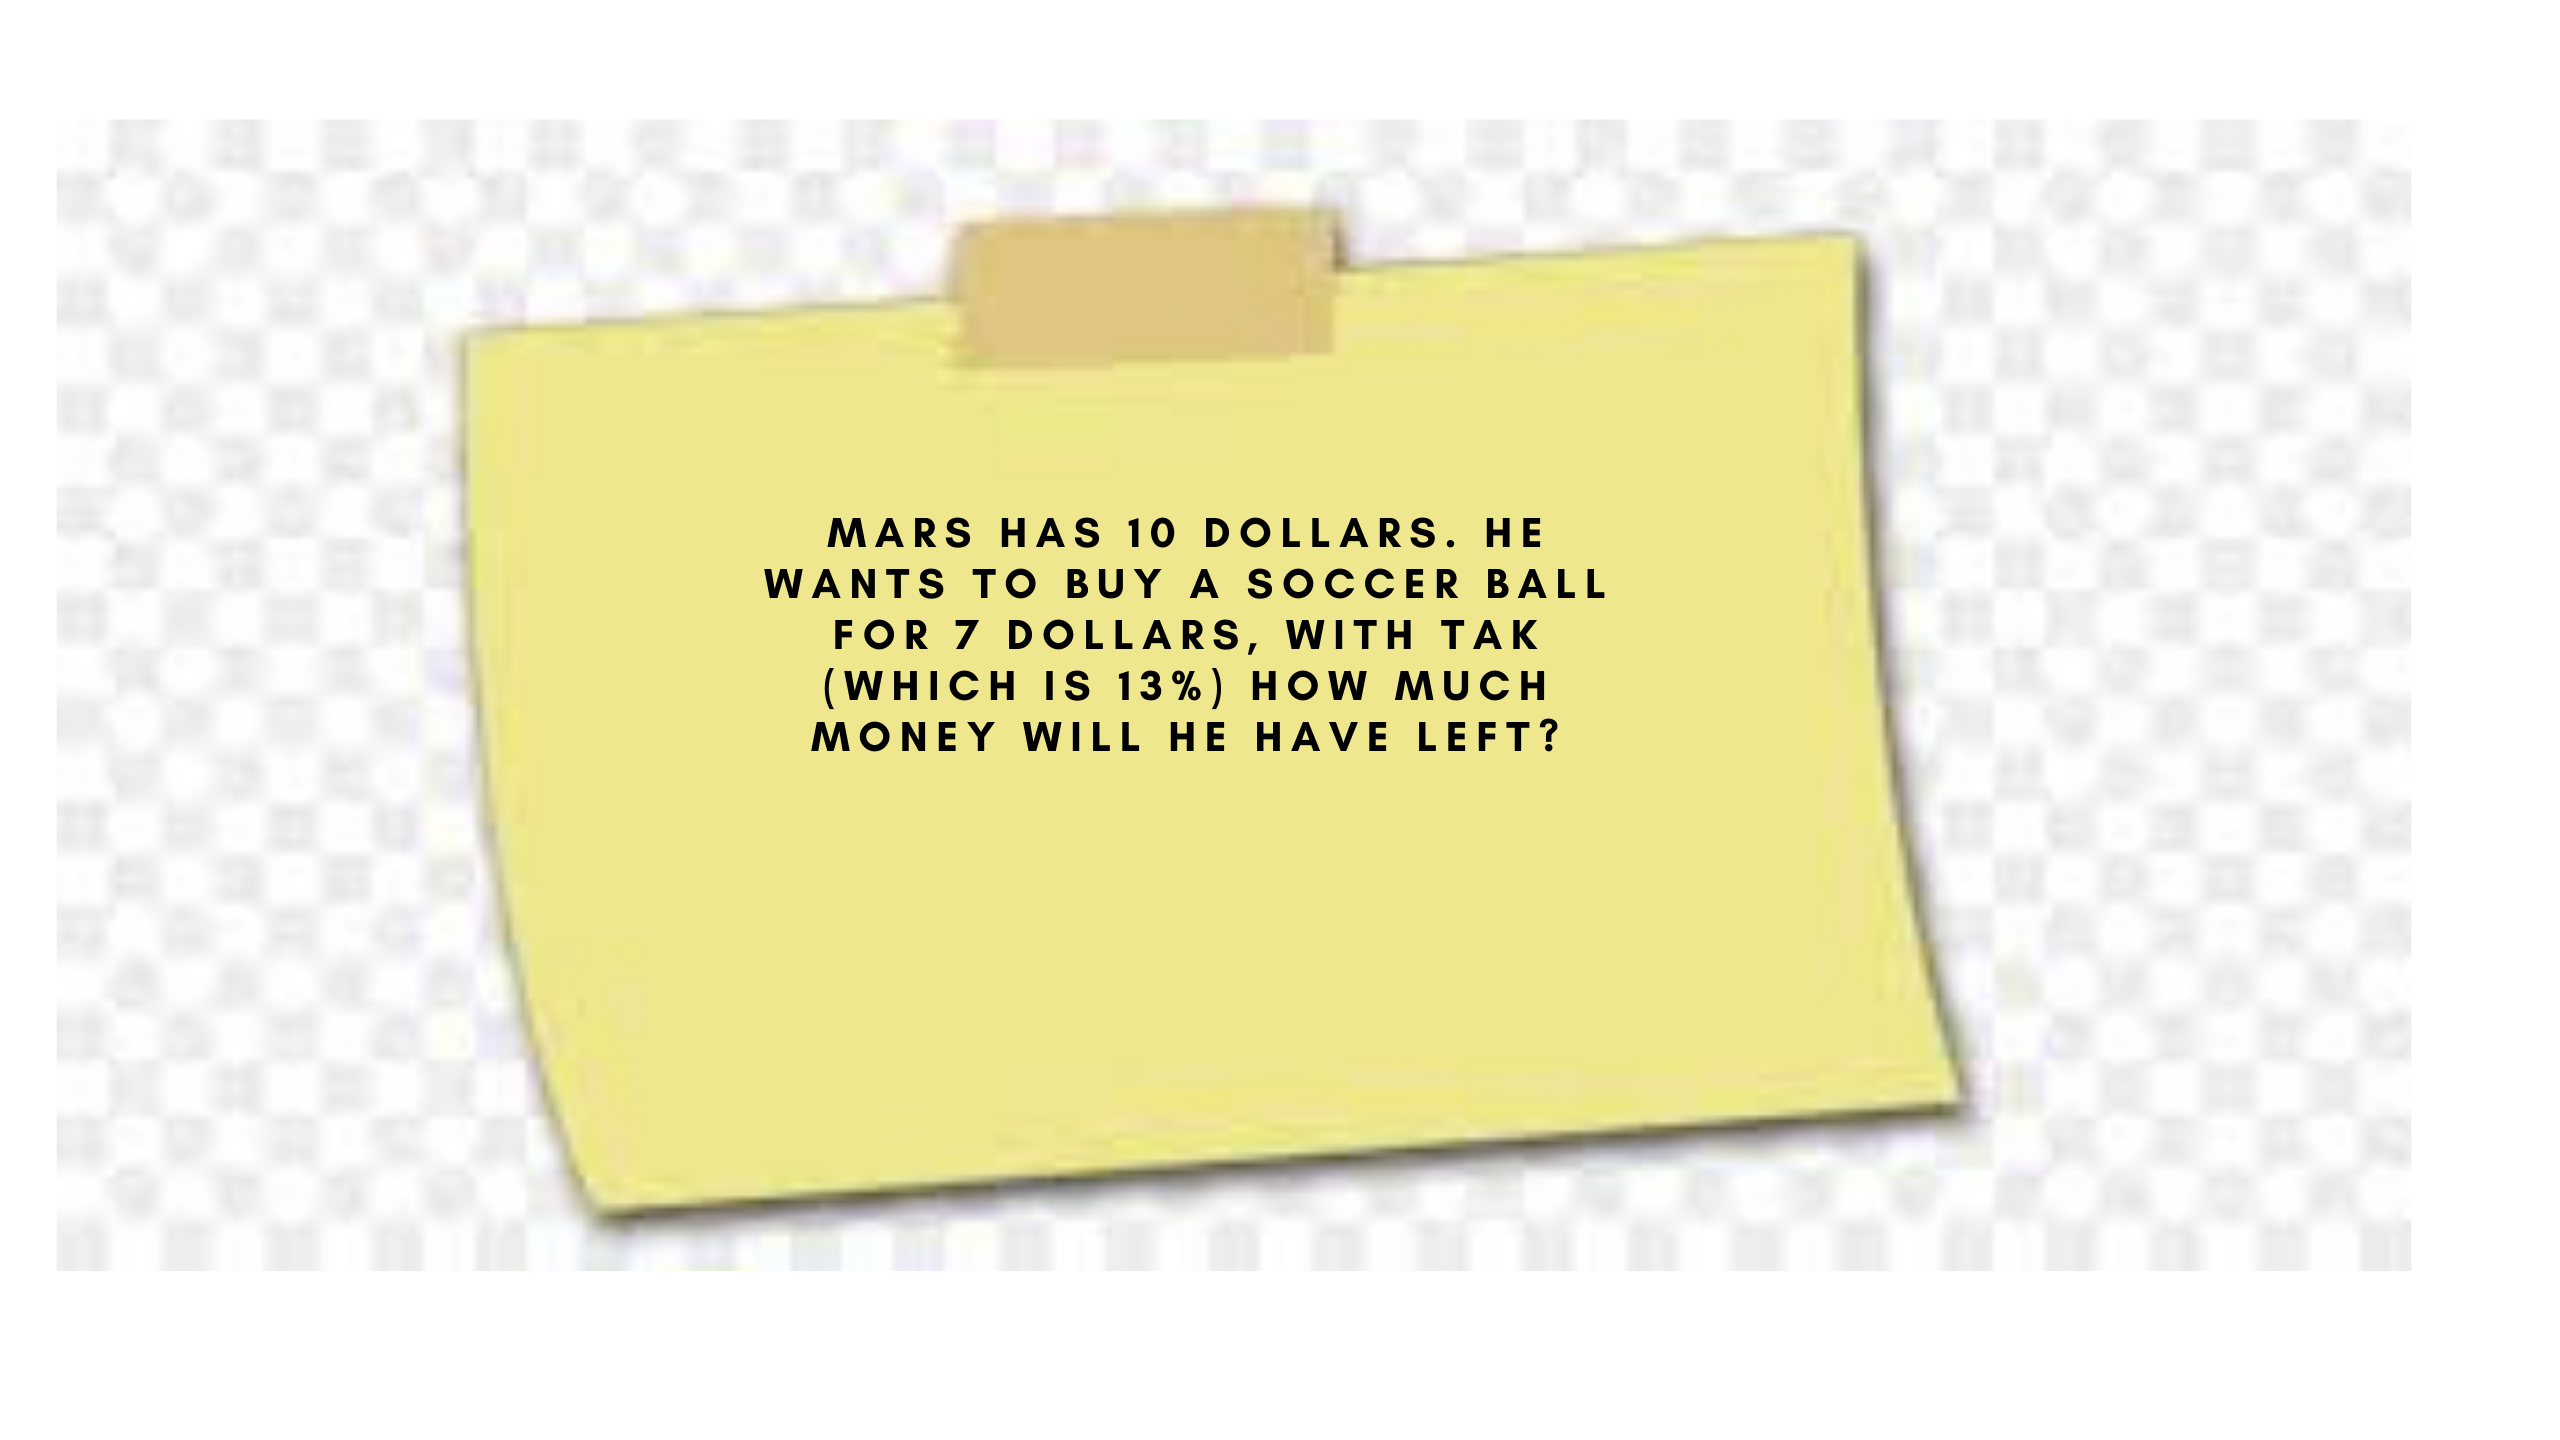 MARS HAS 10 DOLLARS. HE
WANTS TO BUY A SOCCER BALL
FOR 7 DOLLARS, WITH TAK
(WHICH IS 13%) HOW MUCH
MONEY WILL HE HAVE LEFT?